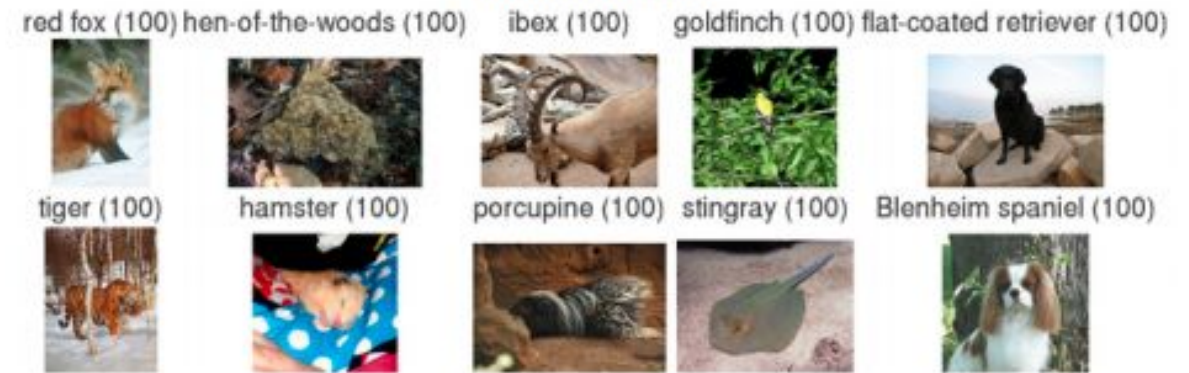 red fox (100) hen-of-the-woods (100) ibex (100) goldfinch (100) flat-coated retriever (100)
tiger (100) hamster (100) porcupine (100) stingray (100) Blenheim spaniel (100)